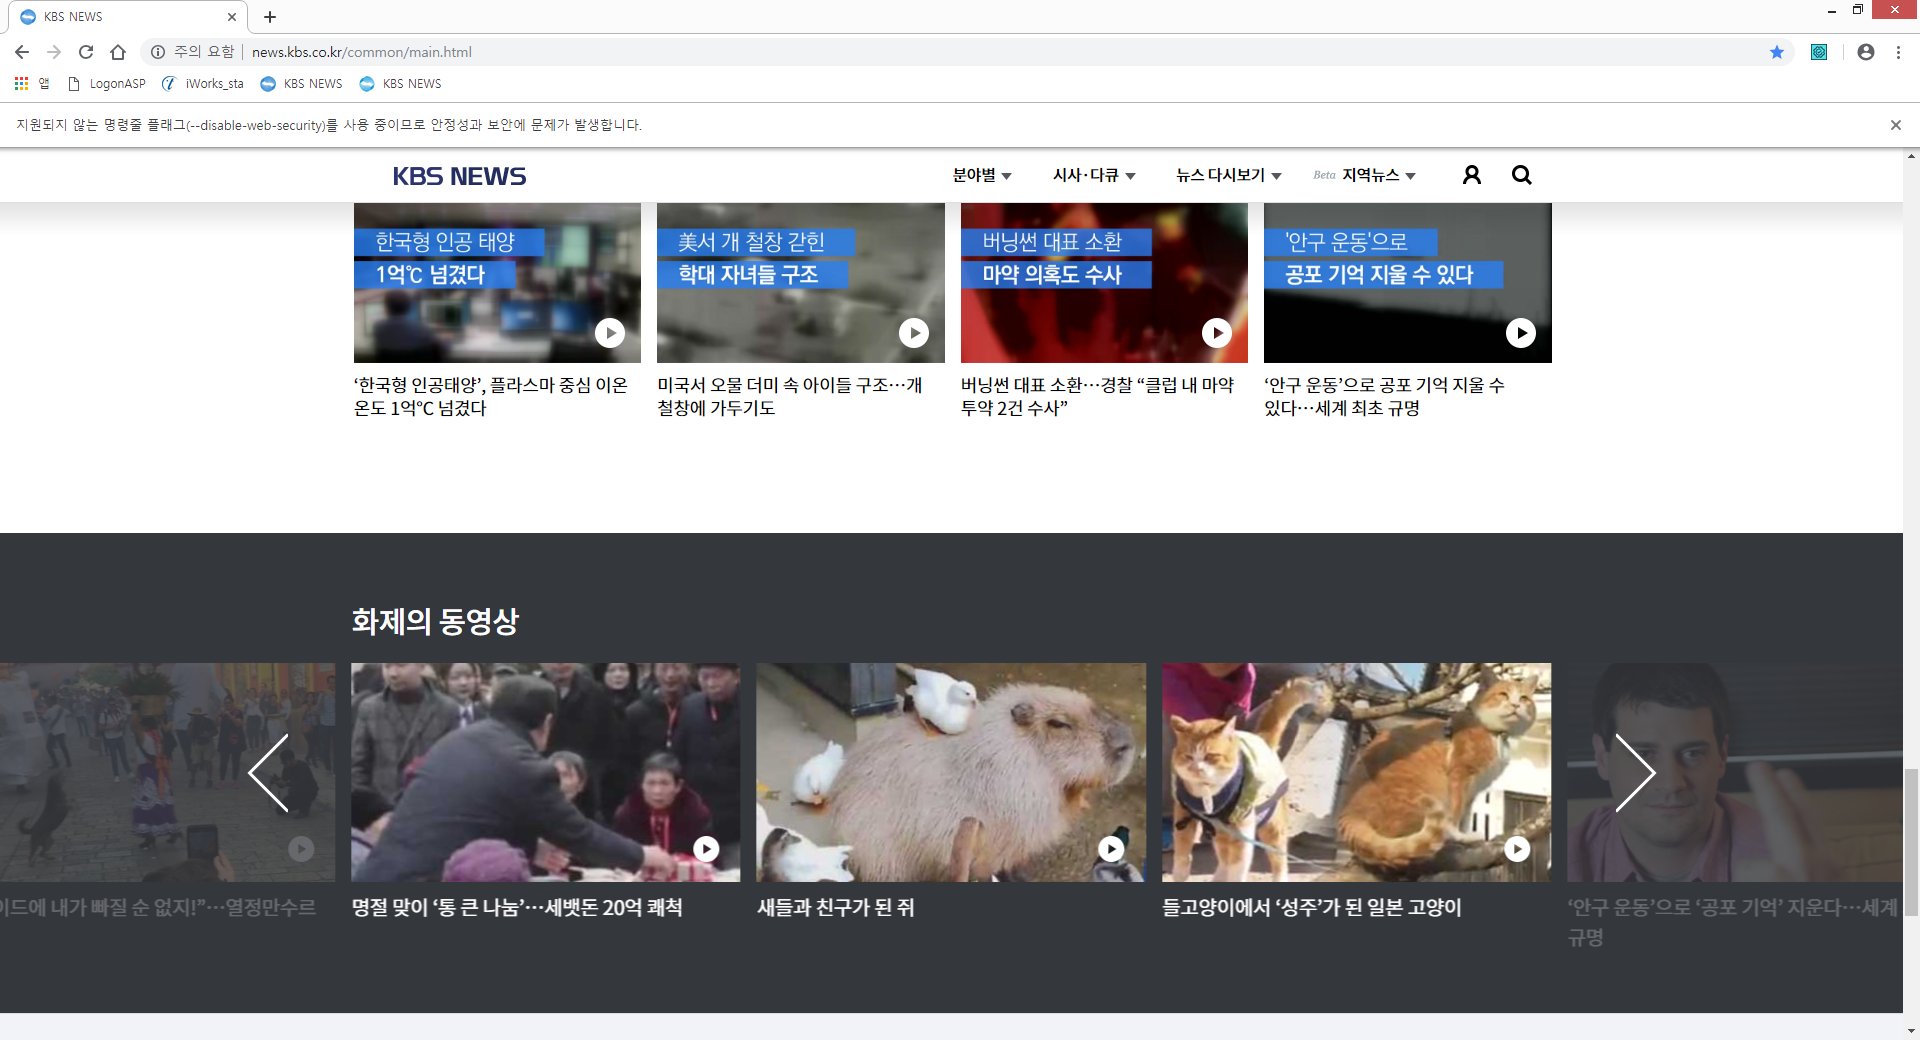 KBS NEWS
주의 요함
news.kbs.co.kr/common/main.html
앱
LogonASP
iWorks_sta
KBS NEWS
KBS NEWS
지원되지 않는 명령줄 플래그(--disable-web-security)를 사용 중이므로 안정성과 보안에 문제가 발생합니다.
KBS NEWS
분야별
시사·다큐
뉴스 다시보기
Beta 지역뉴스
한국형 인공 태양
1억℃ 넘겼다
美서 개 철창 갇힌
학대 자녀들 구조
버닝썬 대표 소환
마약 의혹도 수사
'안구 운동'으로
공포 기억 지울 수 있다
‘한국형 인공태양’, 플라스마 중심 이온
온도 1억℃ 넘겼다
미국서 오물 더미 속 아이들 구조…개
철창에 가두기도
버닝썬 대표 소환…경찰 “클럽 내 마약
투약 2건 수사”
‘안구 운동’으로 공포 기억 지울 수
있다…세계 최초 규명
화제의 동영상
이드에 내가 빠질 순 없지!”…열정만수르
명절 맞이 ‘통 큰 나눔’…세뱃돈 20억 쾌척
새들과 친구가 된 쥐
들고양이에서 ‘성주’가 된 일본 고양이
‘안구 운동’으로 ‘공포 기억’ 지운다…세계
규명